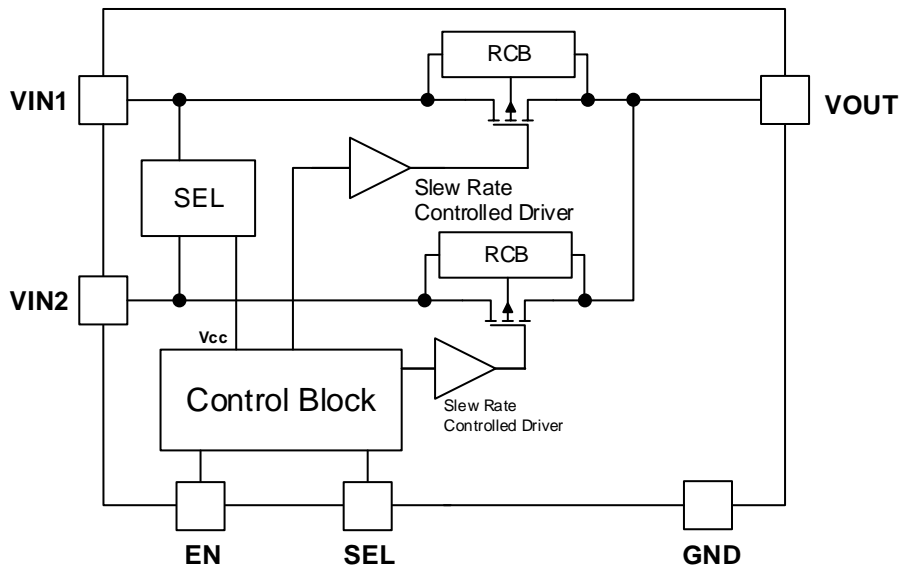 RCB
VIN1
VOUT
SEL
Slew Rate
Controlled Driver
RCB
VIN2
Vcc
Control Block
Slew Rate
Controlled Driver
EN
SEL
GND